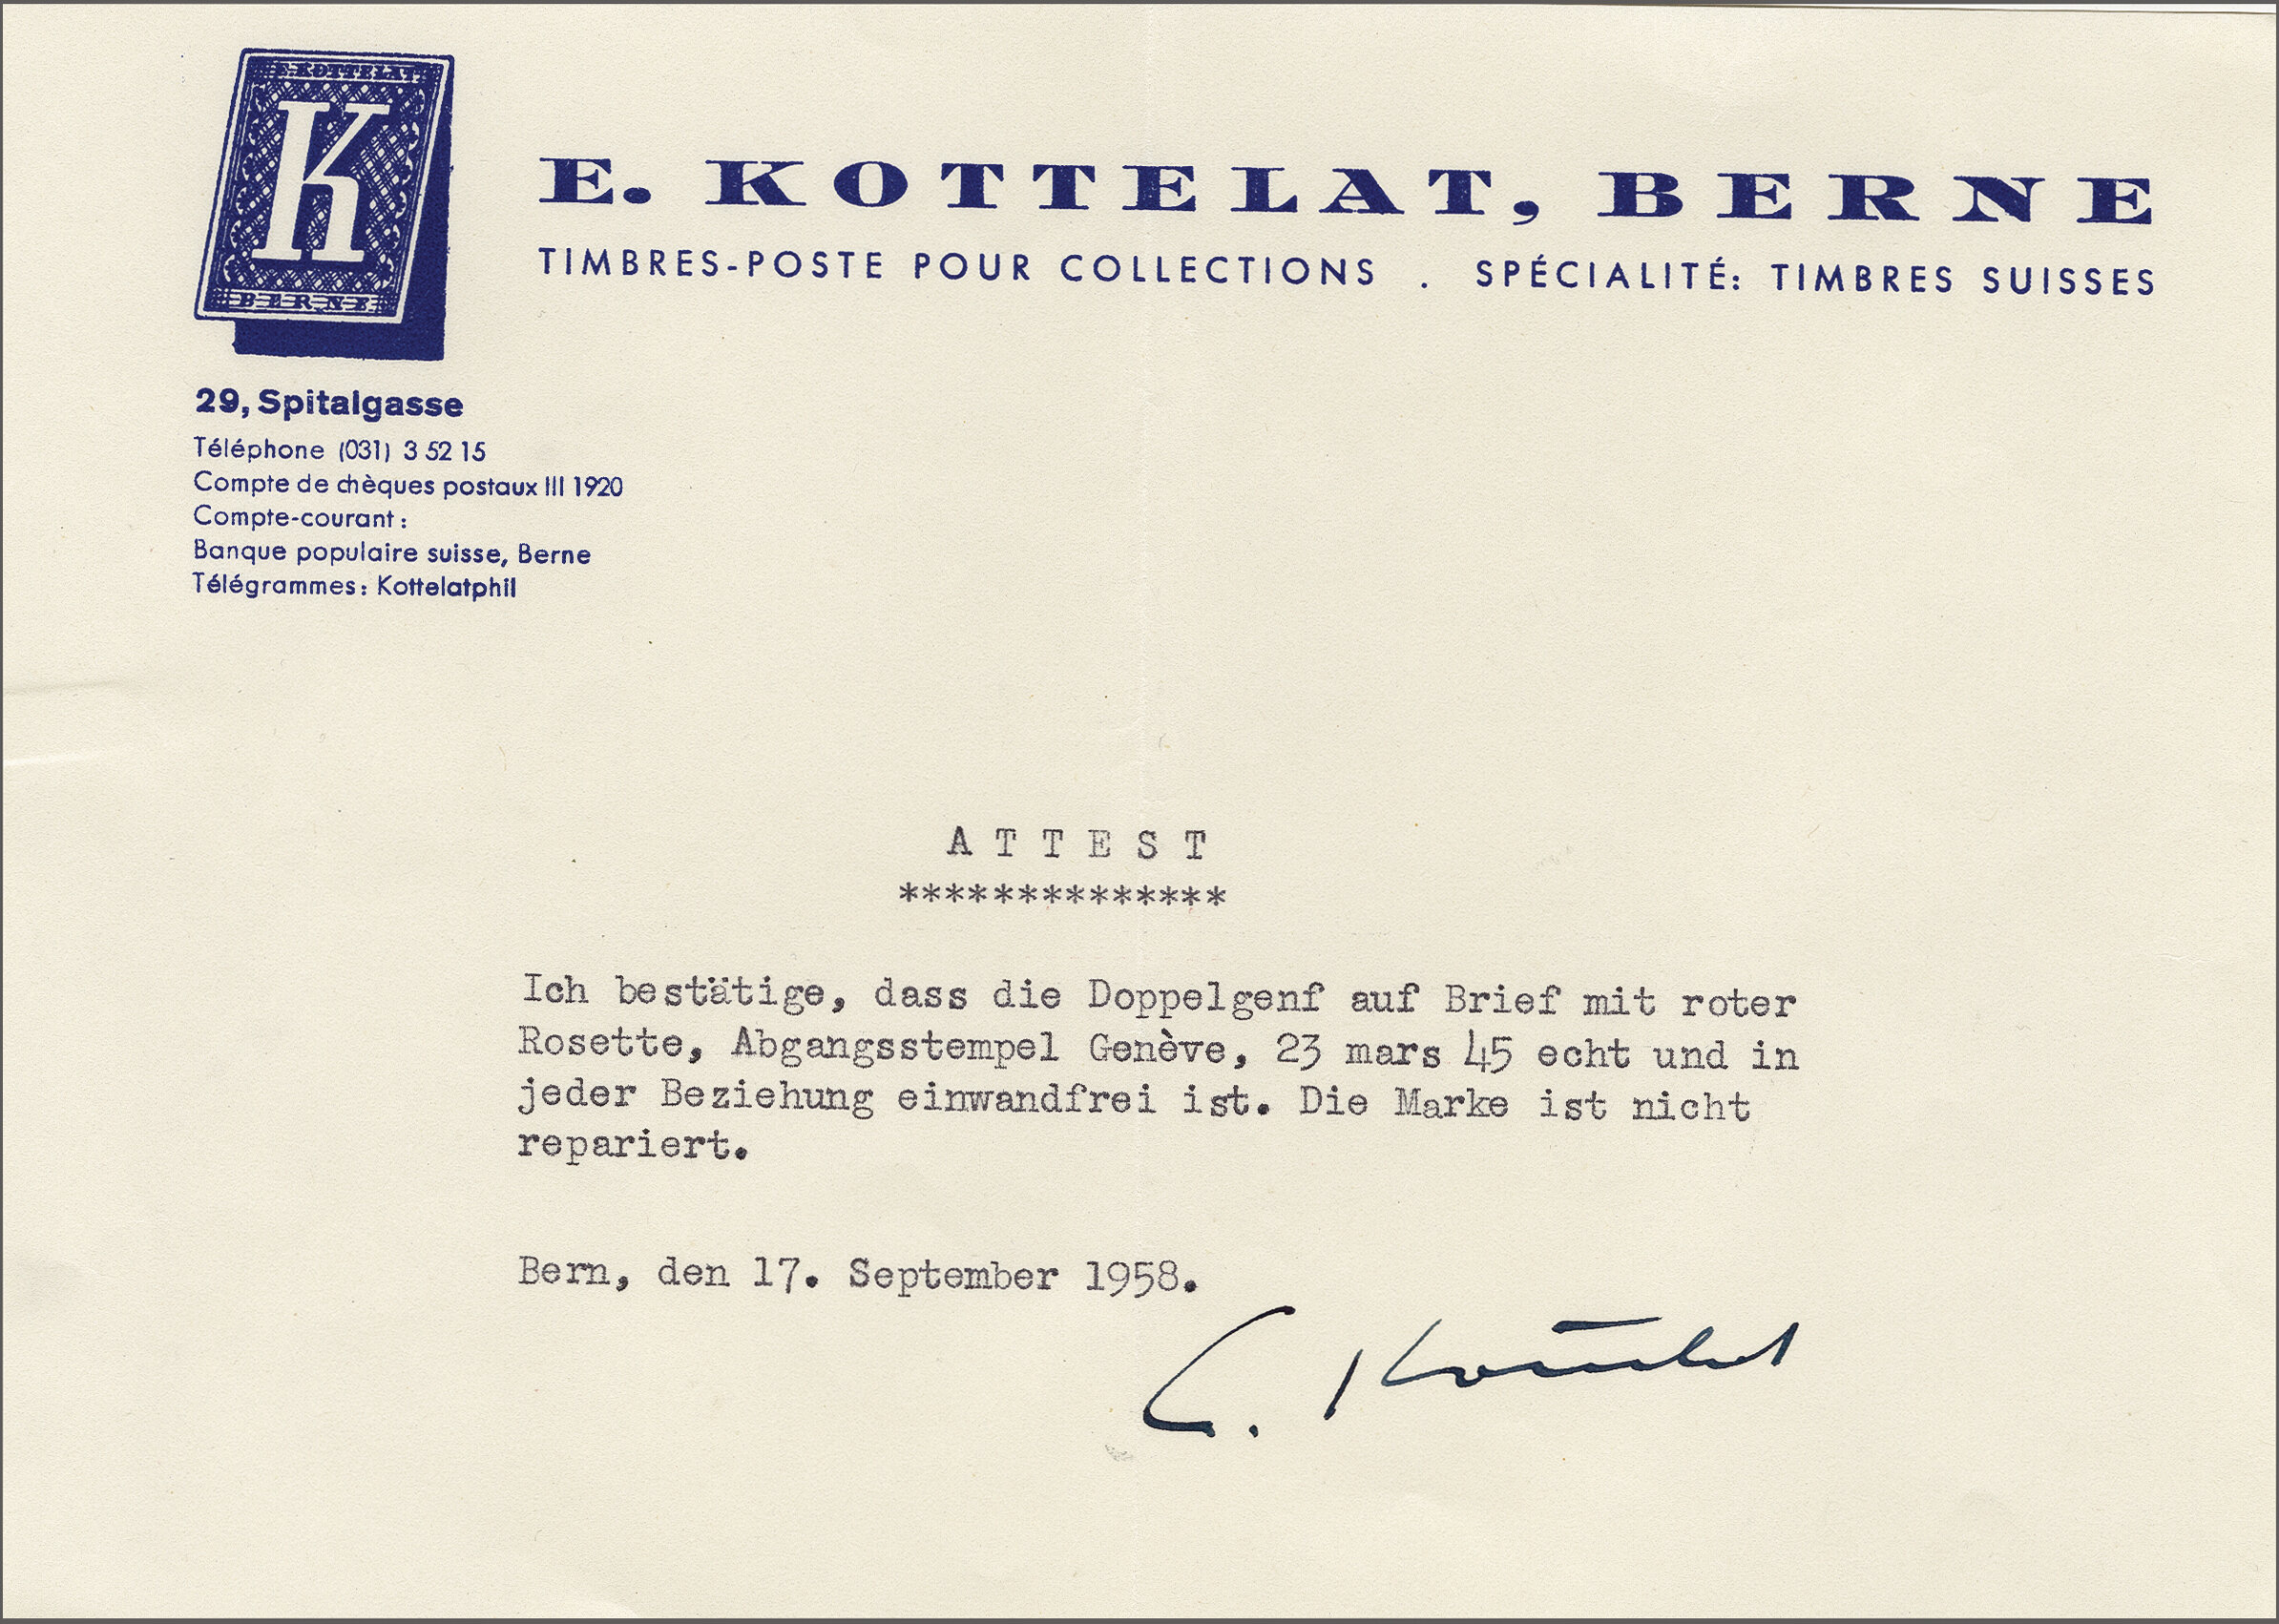 E. KOTTELAT
K
BERNE
E. KOTTELAT, BERNE
TIMBRES-POSTE POUR COLLECTIONS . SPÉCIALITÉ: TIMBRES SUISSES
29, Spitalgasse
Téléphone (031) 3 52 15
Compte de chèques postaux III 1920
Compte-courant:
Banque populaire suisse, Berne
Télégrammes: Kottelatphil
A T T E S T
**************
Ich bestätige, dass die Doppelgenf auf Brief mit roter
Rosette, Abgangsstempel Genève, 23 mars 45 echt und in
jeder Beziehung einwandfrei ist. Die Marke ist nicht
repariert.
Bern, den 17. September 1958.
E. Kottelat